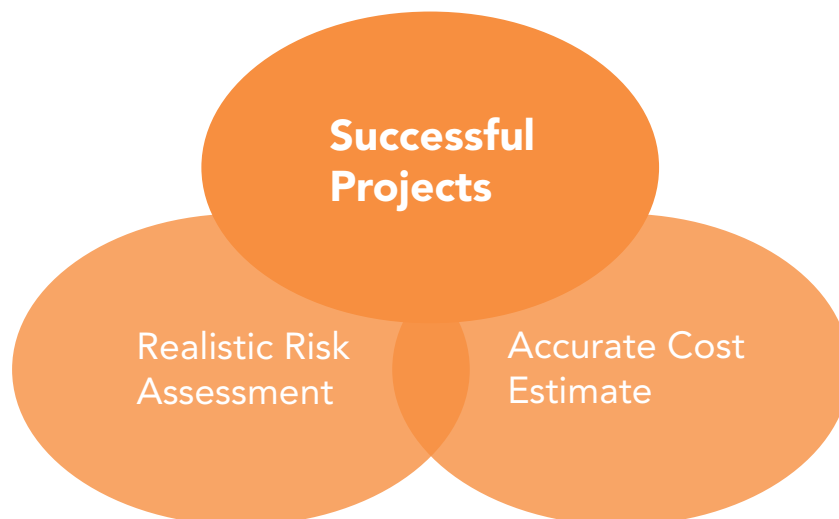 Successful
Projects
Realistic Risk
Assessment
Accurate Cost
Estimate